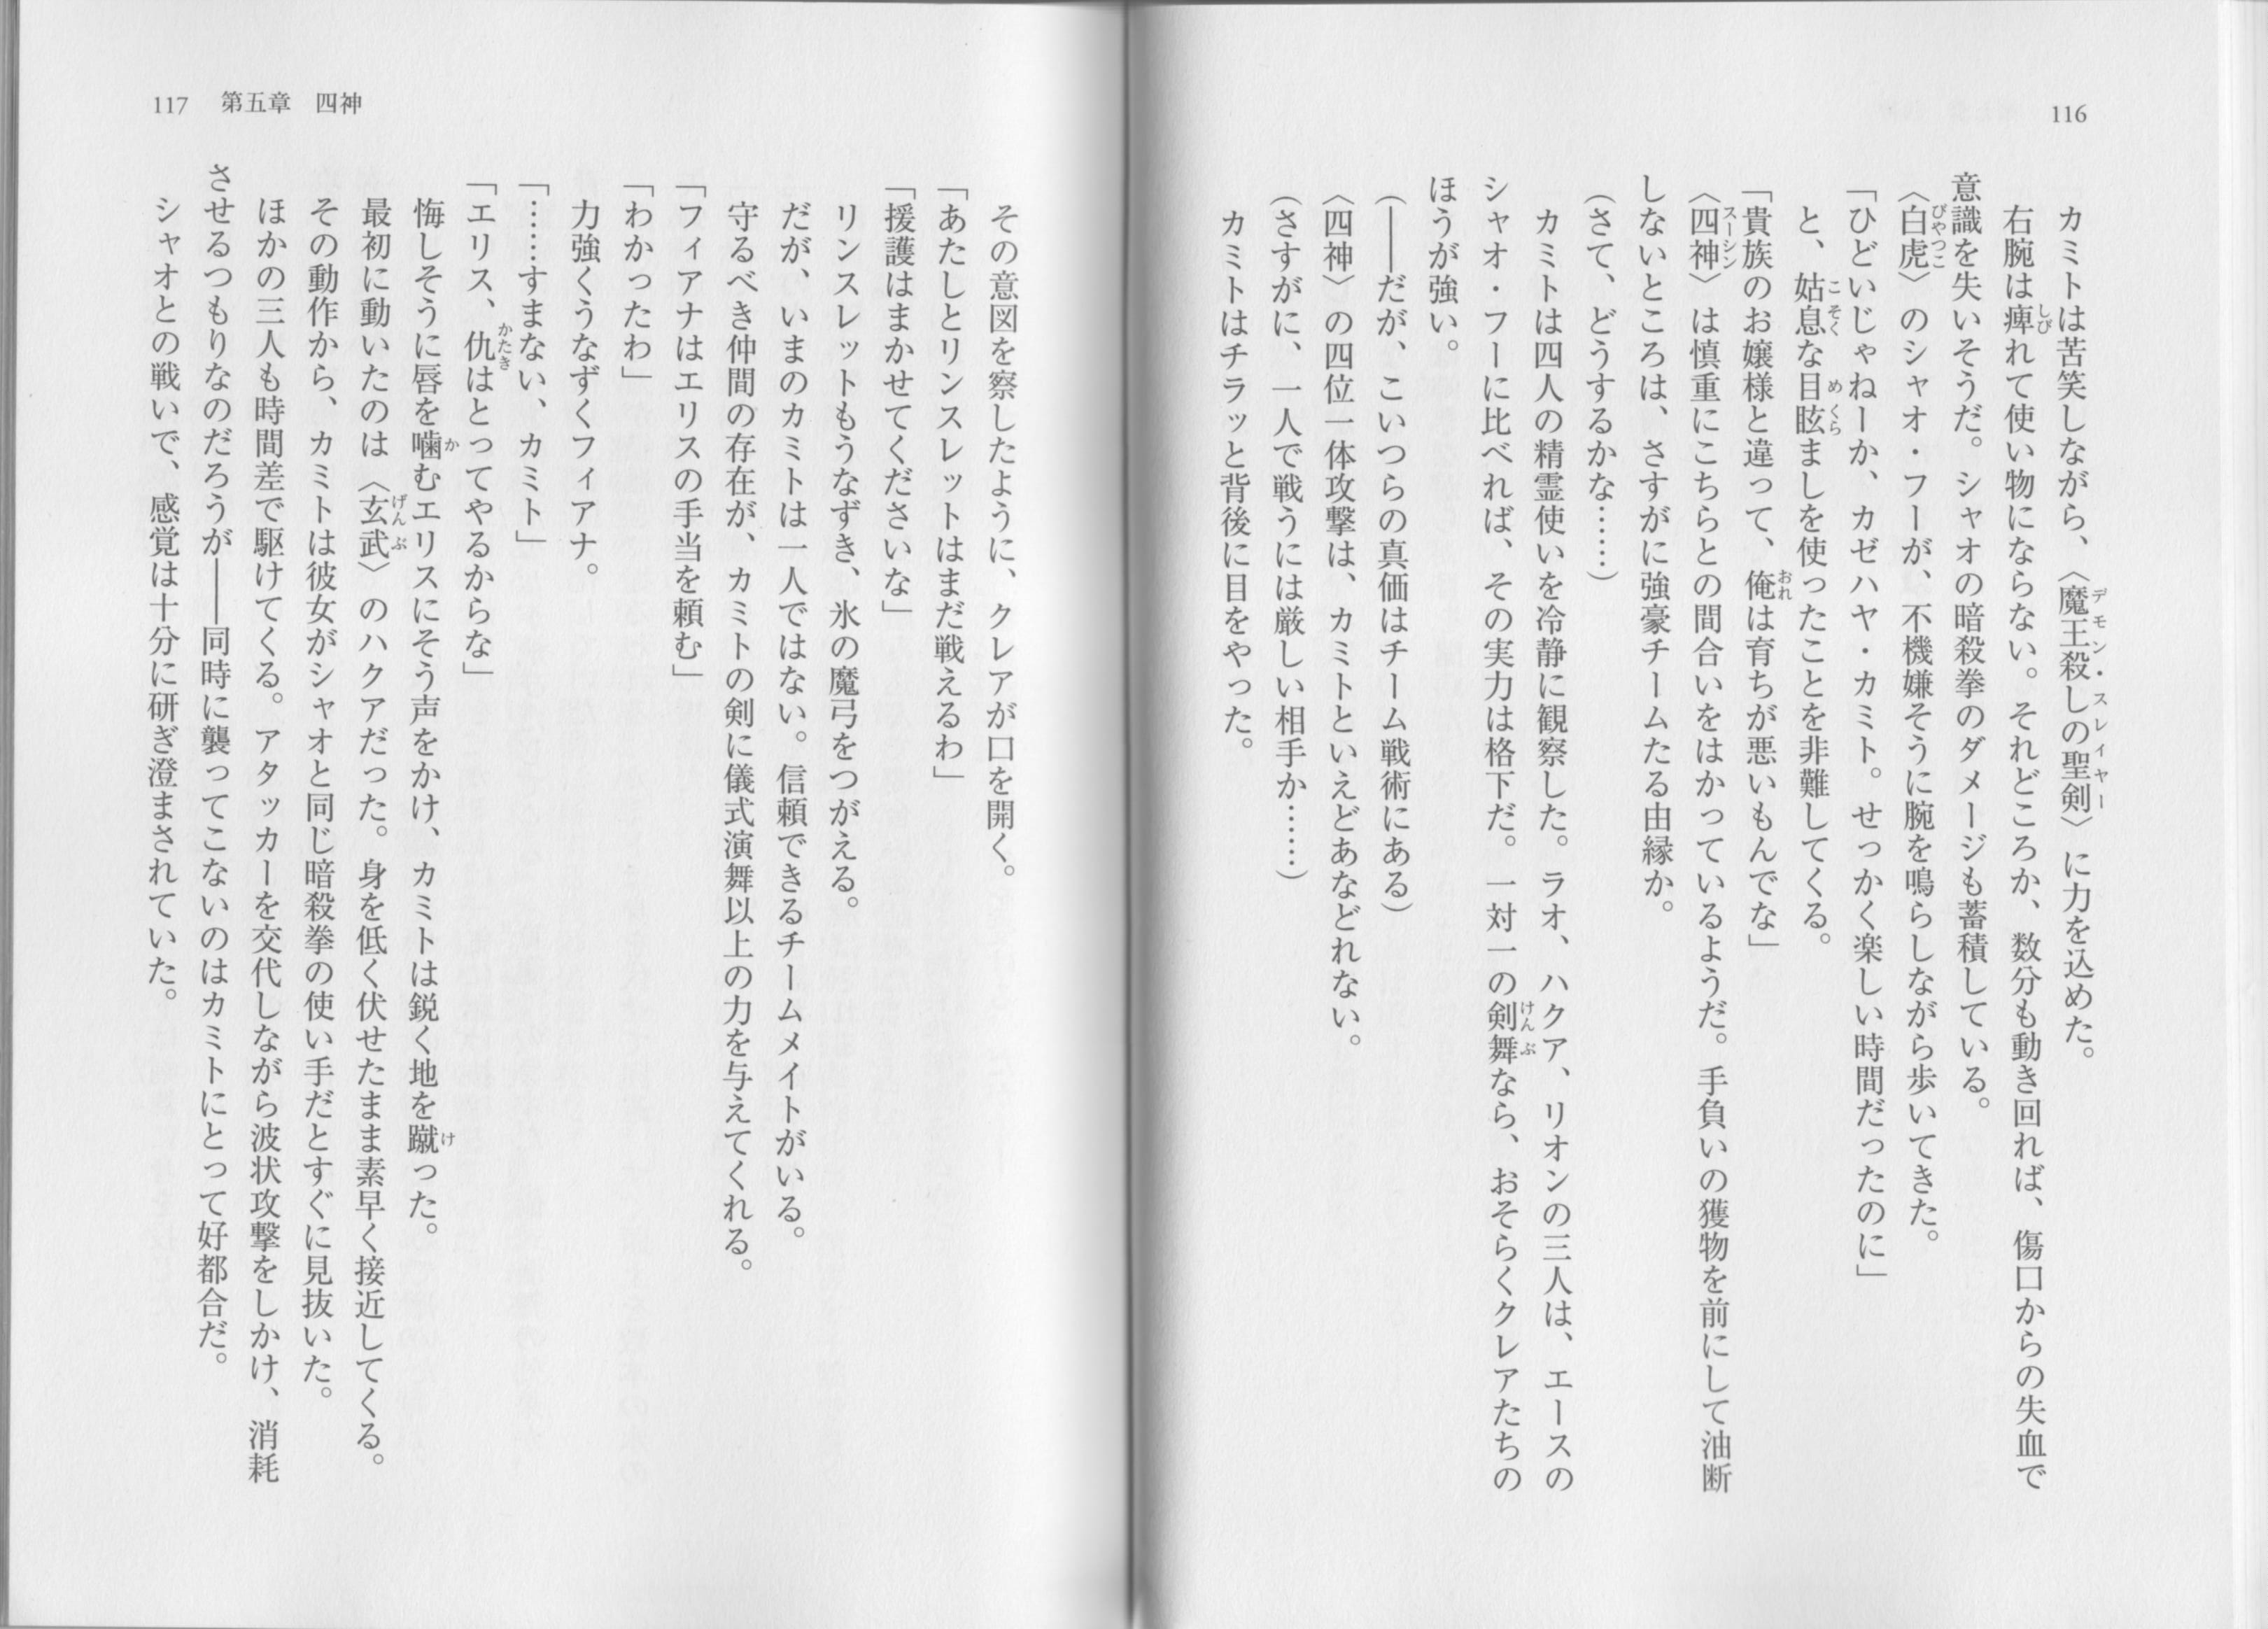 116
カミトは苦笑しながら、〈魔王殺しの聖剣〉に力を込めた。
右腕は痺れて使い物にならない。それどころか、数分も動き回れば、傷口からの失血で
意識を失いそうだ。シャオの暗殺拳のダメージも蓄積している。
〈白虎〉のシャオ・フーが、不機嫌そうに腕を鳴らしながら歩いてきた。
「ひどいじゃねーか、カゼハヤ・カミト。せっかく楽しい時間だったのに」
と、姑息な目眩ましを使ったことを非難してくる。
「貴族のお嬢様と違って、俺は育ちが悪いもんでな」
〈四神〉は慎重にこちらとの間合いをはかっているようだ。手負いの獲物を前にして油断
しないところは、さすがに強豪チームたる由縁か。
（さて、どうするかな……）
カミトは四人の精霊使いを冷静に観察した。ラオ、ハクア、リオンの三人は、エースの
シャオ・フーに比べれば、その実力は格下だ。一対一の剣舞なら、おそらくクレアたちの
ほうが強い。
（――だが、こいつらの真価はチーム戦術にある）
〈四神〉の四位一体攻撃は、カミトといえどあなどれない。
（さすがに、一人で戦うには厳しい相手か……）
カミトはチラッと背後に目をやった。
117 第五章 四神
その意図を察したように、クレアが口を開く。
「あたしとリンスレットはまだ戦えるわ」
「援護はまかせてくださいな」
リンスレットもうなずき、氷の魔弓をつがえる。
だが、いまのカミトは一人ではない。信頼できるチームメイトがいる。
守るべき仲間の存在が、カミトの剣に儀式演舞以上の力を与えてくれる。
「フィアナはエリスの手当を頼む」
「わかったわ」
力強くうなずくフィアナ。
「……すまない、カミト」
「エリス、仇はとってやるからな」
悔しそうに唇を噛むエリスにそう声をかけ、カミトは鋭く地を蹴った。
最初に動いたのは〈玄武〉のハクアだった。身を低く伏せたまま素早く接近してくる。
その動作から、カミトは彼女がシャオと同じ暗殺拳の使い手だとすぐに見抜いた。
ほかの三人も時間差で駆けてくる。アタッカーを交代しながら波状攻撃をしかけ、消耗
させるつもりなのだろうが――同時に襲ってこないのはカミトにとって好都合だ。
シャオとの戦いで、感覚は十分に研ぎ澄まされていた。